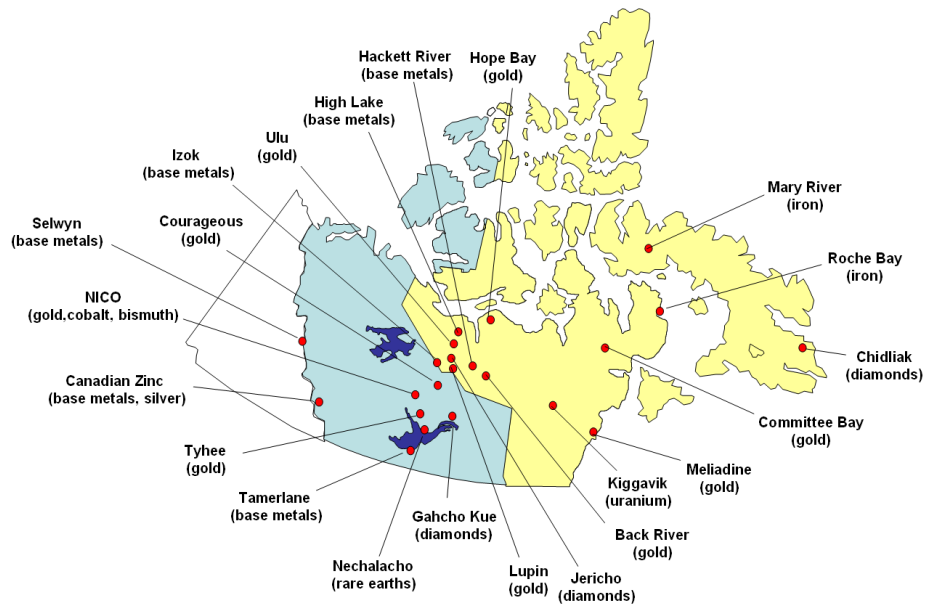 Hackett River
(base metals)
Hope Bay
(gold)
High Lake
(base metals)
Ulu
(gold)
Izok
(base metals)
Mary River
(iron)
Courageous
(gold)
Selwyn
(base metals)
Roche Bay
(iron)
NICO
(gold,cobalt, bismuth)
Chidliak
(diamonds)
Canadian Zinc
(base metals, silver)
Committee Bay
(gold)
Tyhee
(gold)
Meliadine
(gold)
Kiggavik
(uranium)
Tamerlane
(base metals)
Gahcho Kue
(diamonds)
Back River
(gold)
Nechalacho
(rare earths)
Lupin
(gold)
Jericho
(diamonds)